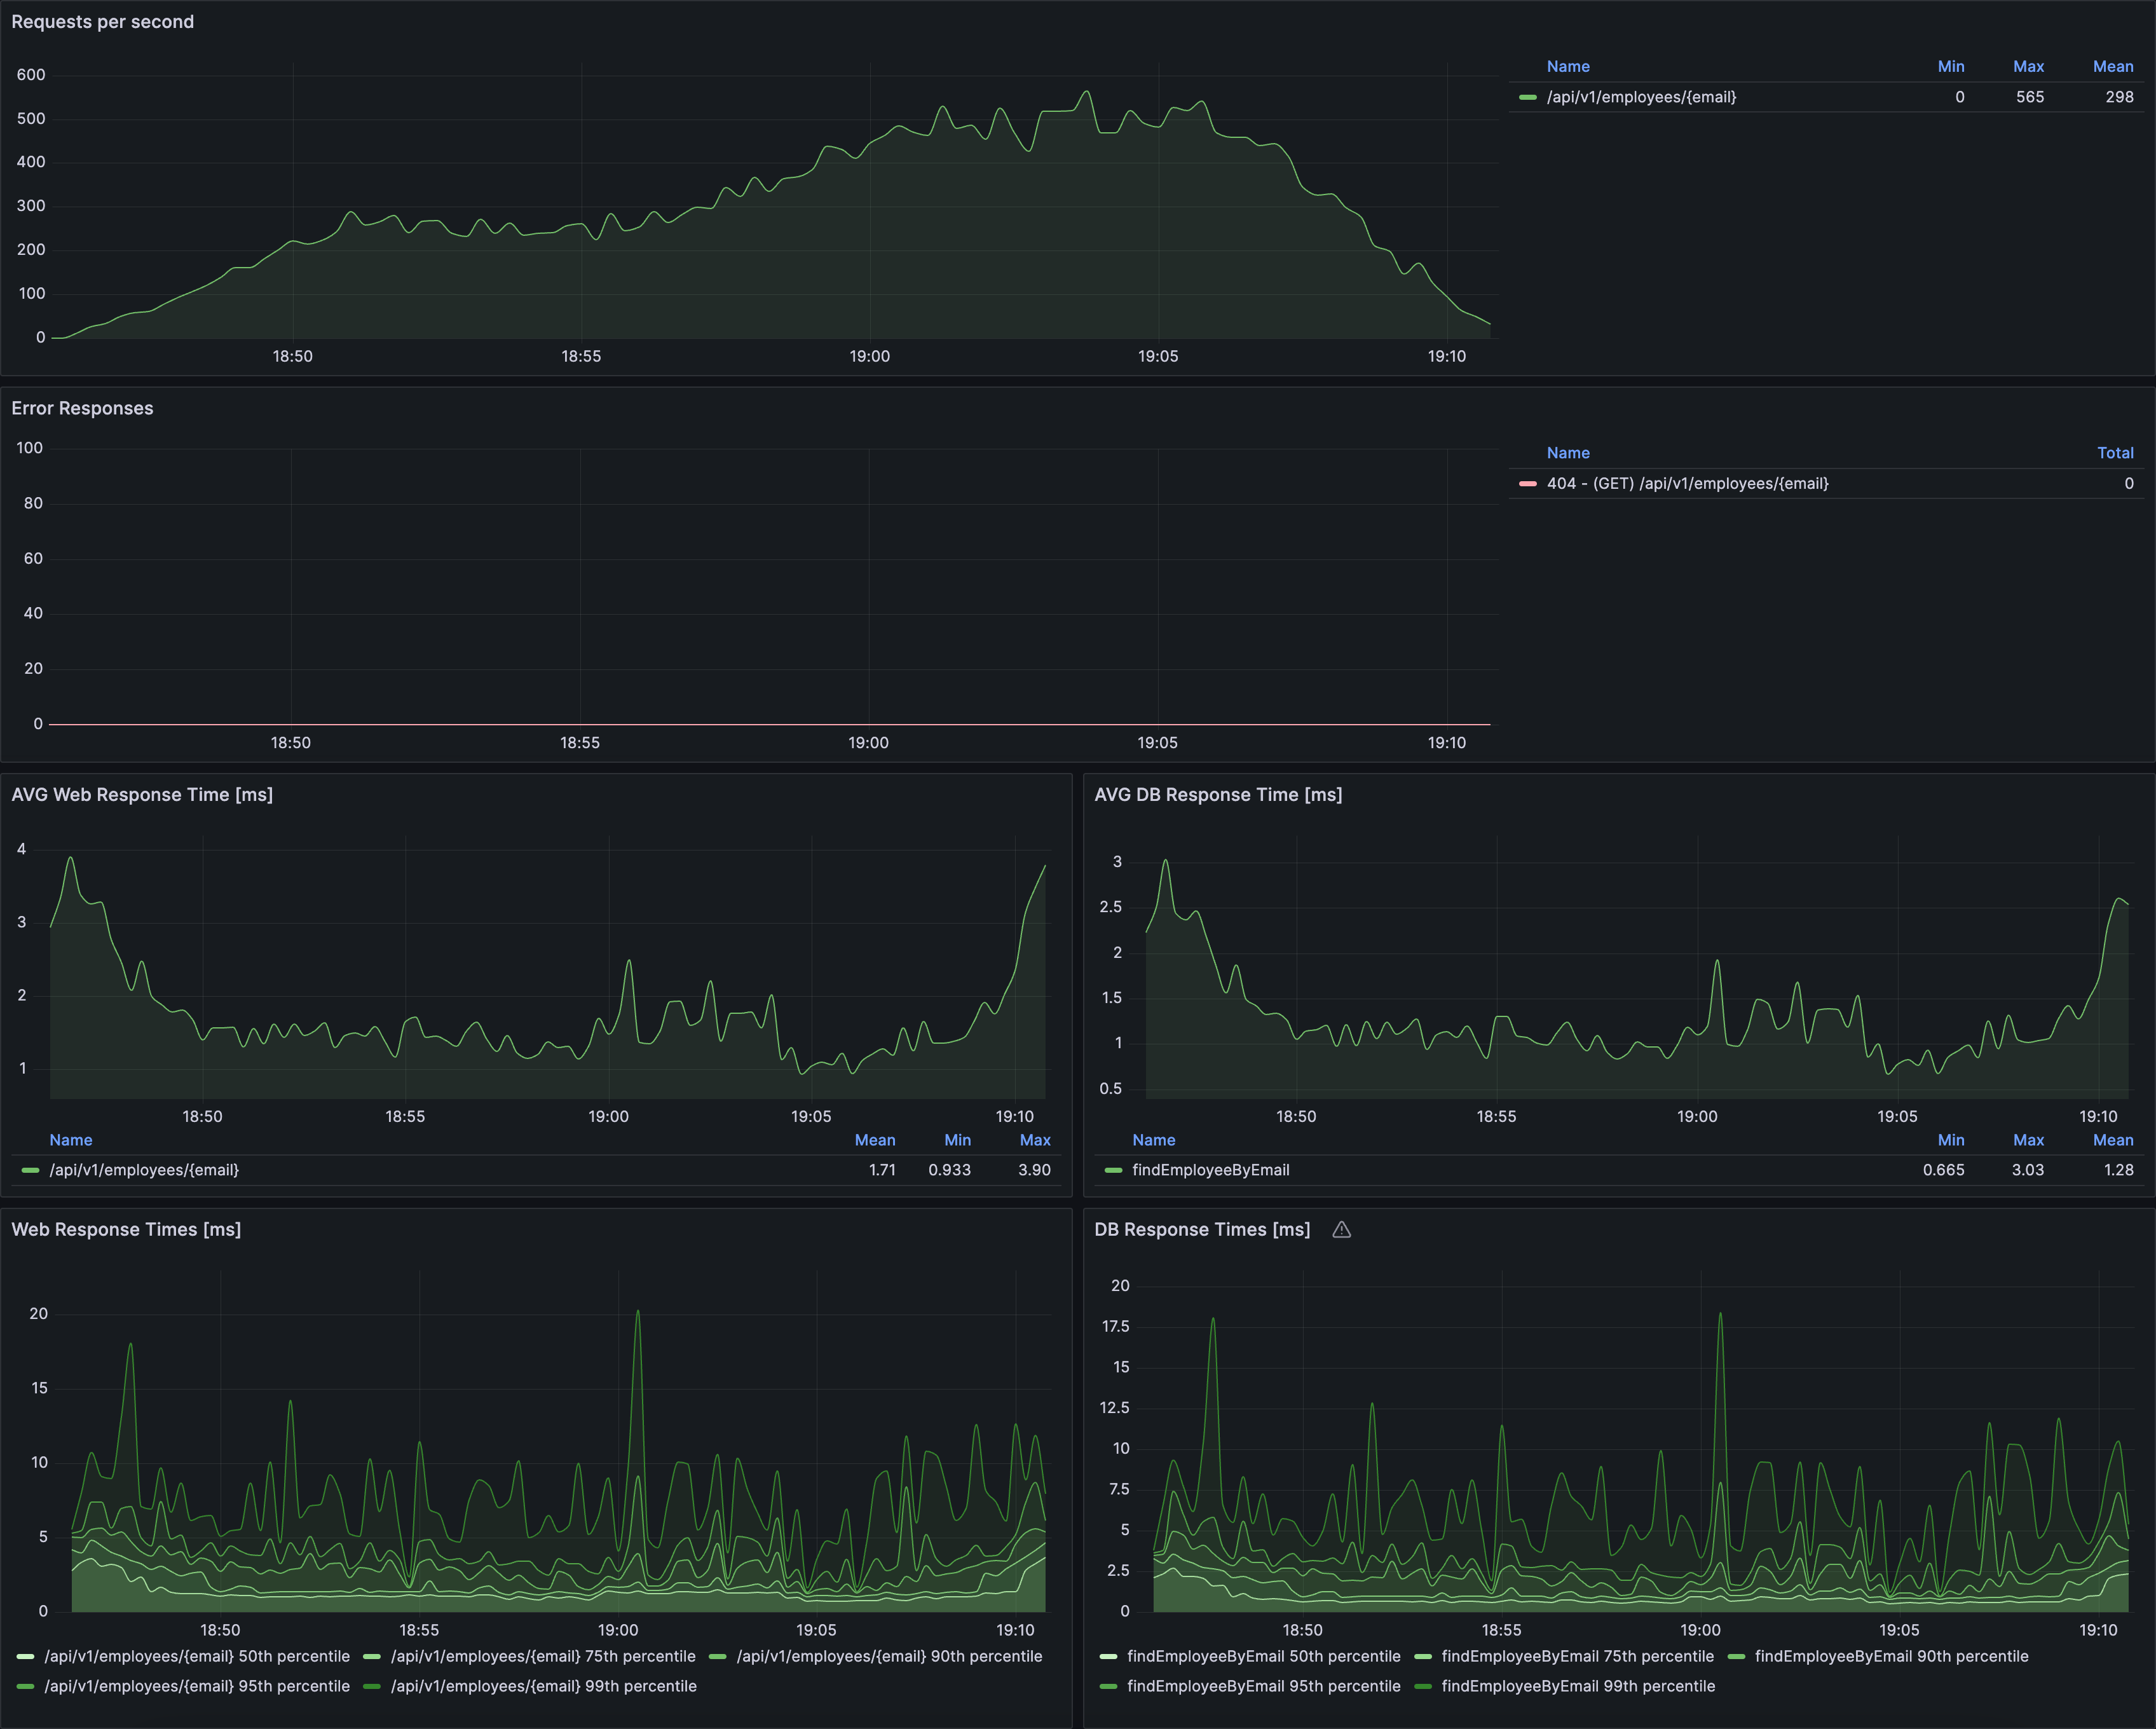 Requests per second
600
500
400
300
200
100
0
18:50 18:55 19:00 19:05 19:10
Name Min Max Mean
/api/v1/employees/{email} 0 565 298
Error Responses
100
80
60
40
20
0
18:50 18:55 19:00 19:05 19:10
Name Total
404 - (GET) /api/v1/employees/{email} 0
AVG Web Response Time [ms]
4
3
2
1
18:50 18:55 19:00 19:05 19:10
Name Mean Min Max
/api/v1/employees/{email} 1.71 0.933 3.90
AVG DB Response Time [ms]
3
2.5
2
1.5
1
0.5
18:50 18:55 19:00 19:05 19:10
Name Min Max Mean
findEmployeeByEmail 0.665 3.03 1.28
Web Response Times [ms]
20
15
10
5
0
18:50 18:55 19:00 19:05 19:10
/api/v1/employees/{email} 50th percentile /api/v1/employees/{email} 75th percentile /api/v1/employees/{email} 90th percentile
/api/v1/employees/{email} 95th percentile /api/v1/employees/{email} 99th percentile
DB Response Times [ms]
20
17.5
15
12.5
10
7.5
5
2.5
0
18:50 18:55 19:00 19:05 19:10
findEmployeeByEmail 50th percentile findEmployeeByEmail 75th percentile findEmployeeByEmail 90th percentile
findEmployeeByEmail 95th percentile findEmployeeByEmail 99th percentile